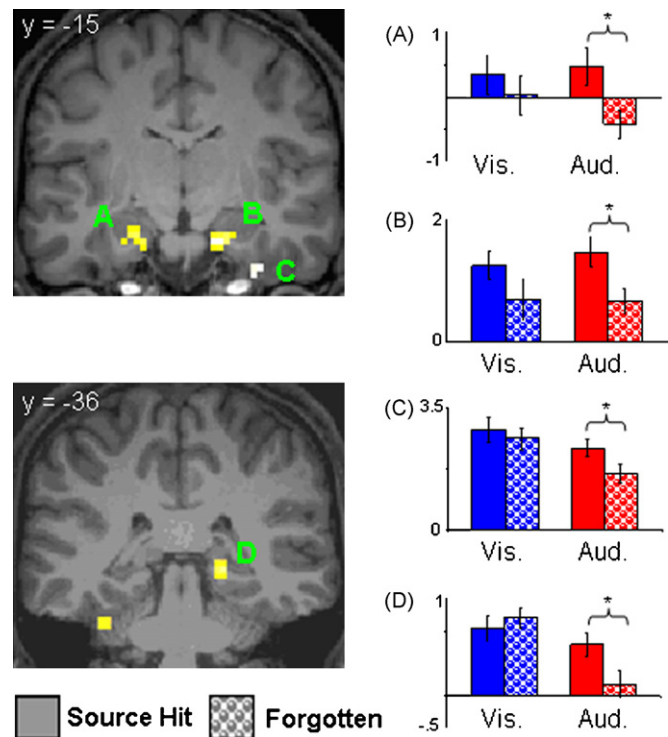 y = -15
A
B
C
(A)
1
*
-1
Vis.
Aud.
(B)
2
*
0
Vis.
Aud.
y = -36
D
(C)
3.5
*
0
Vis.
Aud.
(D)
1
*
-.5
Vis.
Aud.
Source Hit
Forgotten